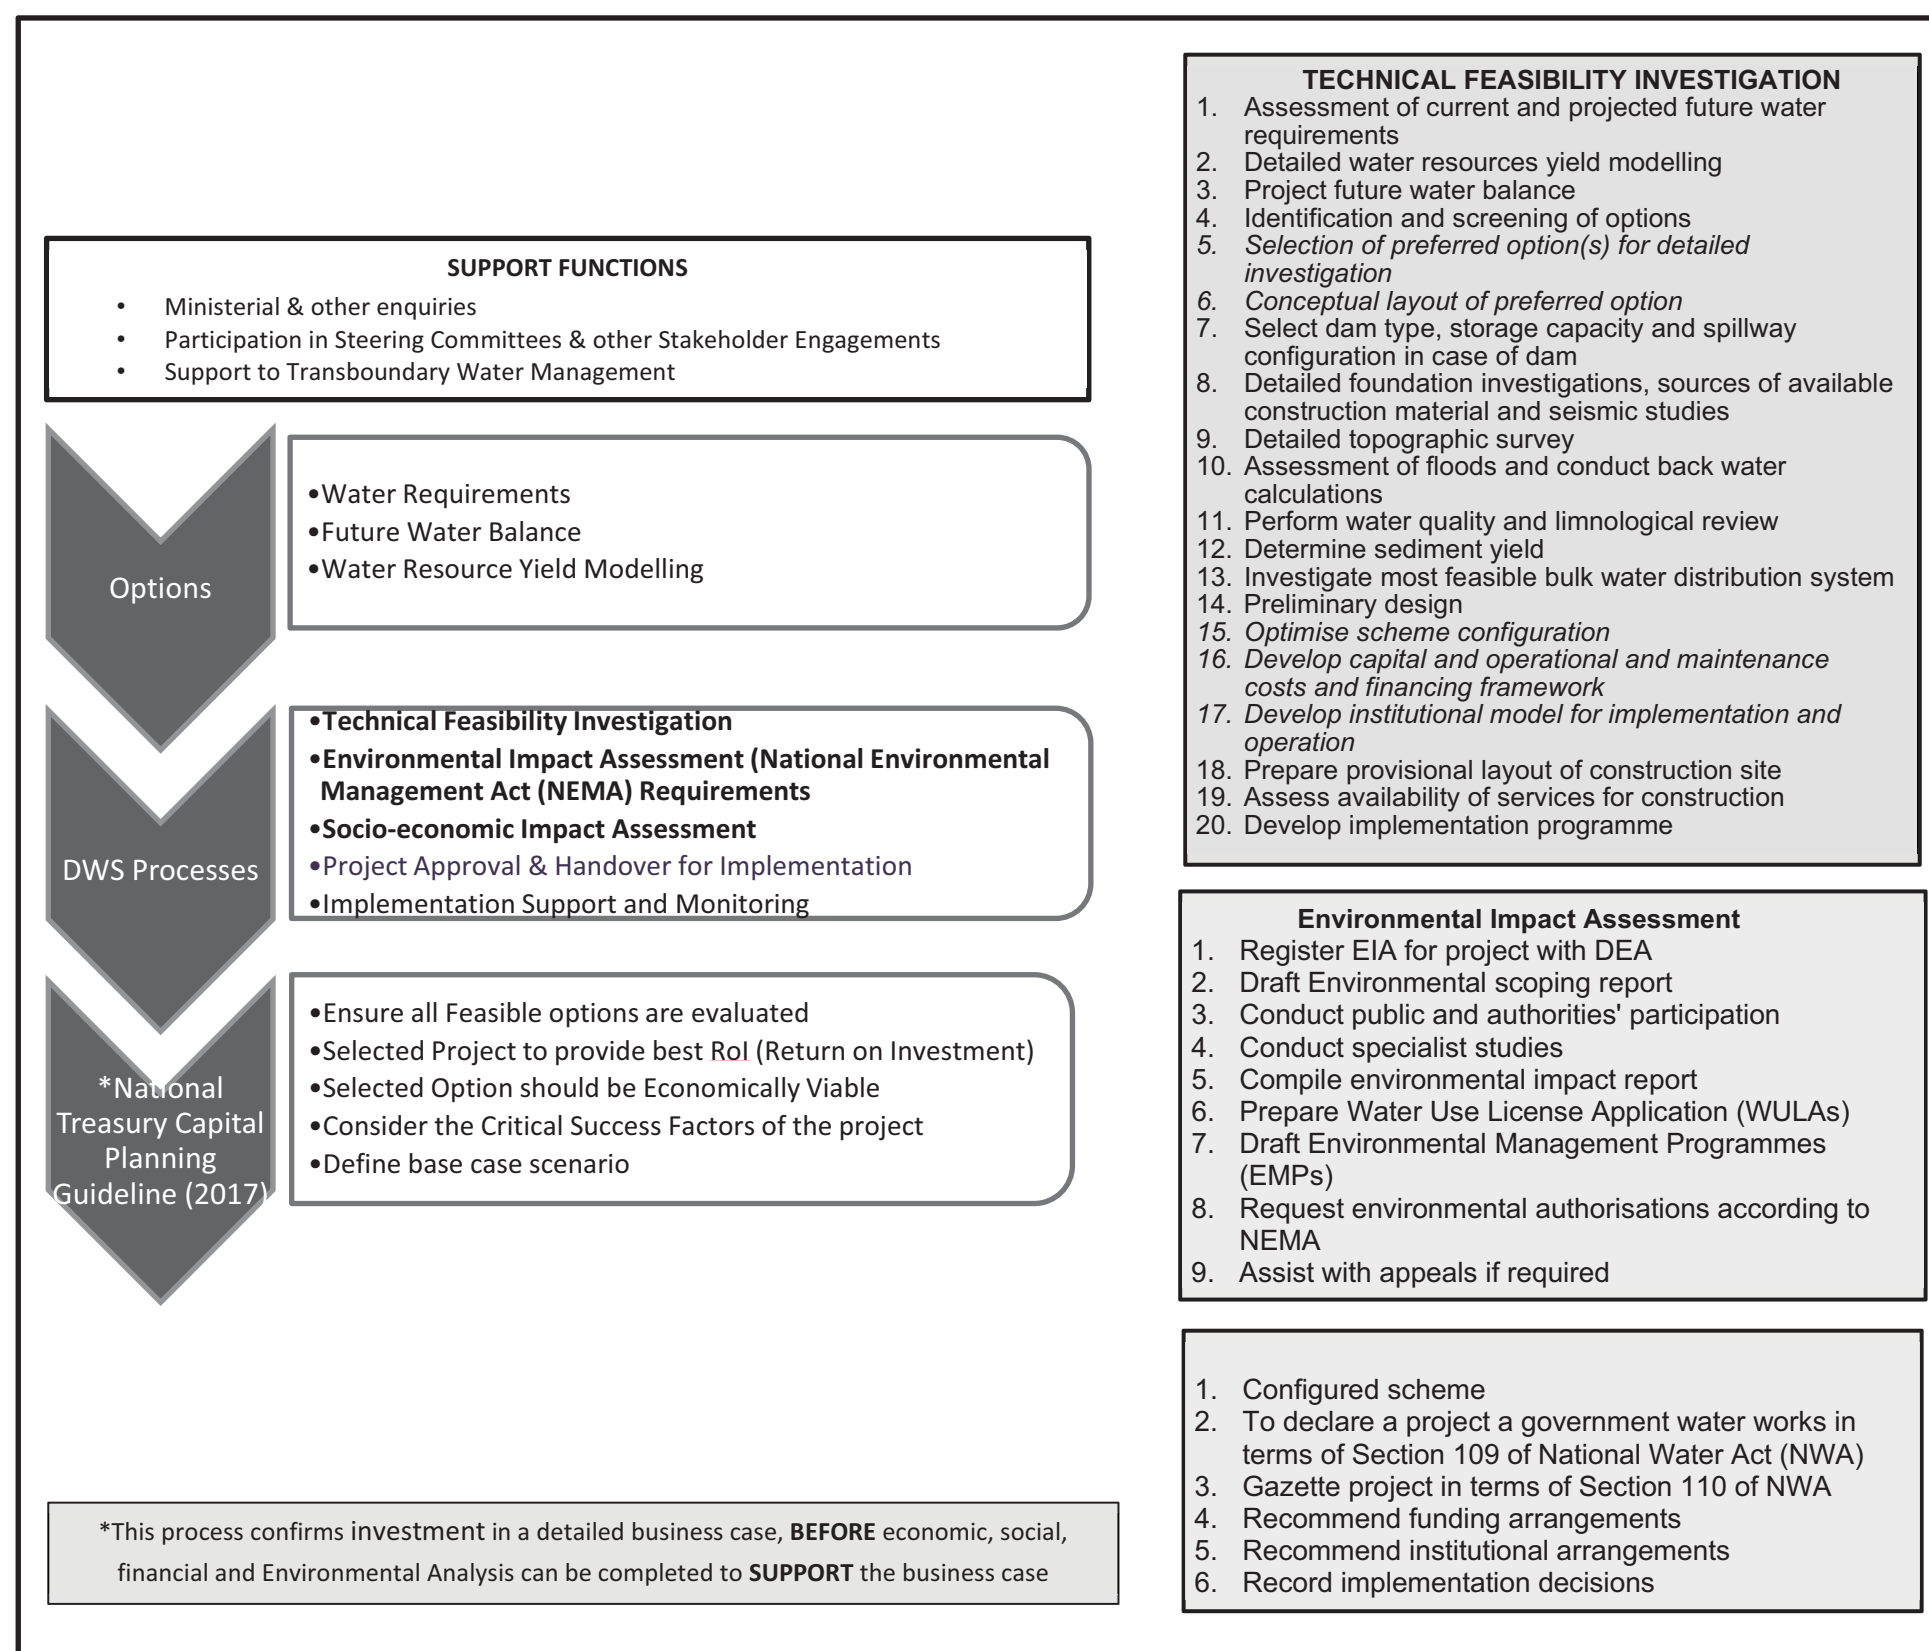 SUPPORT FUNCTIONS
• Ministerial & other enquiries
• Participation in Steering Committees & other Stakeholder Engagements
• Support to Transboundary Water Management
Options
•Water Requirements
•Future Water Balance
•Water Resource Yield Modelling
DWS Processes
•Technical Feasibility Investigation
•Environmental Impact Assessment (National Environmental
Management Act (NEMA) Requirements
•Socio-economic Impact Assessment
•Project Approval & Handover for Implementation
•Implementation Support and Monitoring
*National
Treasury Capital
Planning
Guideline (2017)
•Ensure all Feasible options are evaluated
•Selected Project to provide best RoI (Return on Investment)
•Selected Option should be Economically Viable
•Consider the Critical Success Factors of the project
•Define base case scenario
*This process confirms investment in a detailed business case, BEFORE economic, social,
financial and Environmental Analysis can be completed to SUPPORT the business case
TECHNICAL FEASIBILITY INVESTIGATION
1. Assessment of current and projected future water
requirements
2. Detailed water resources yield modelling
3. Project future water balance
4. Identification and screening of options
5. Selection of preferred option(s) for detailed
investigation
6. Conceptual layout of preferred option
7. Select dam type, storage capacity and spillway
configuration in case of dam
8. Detailed foundation investigations, sources of available
construction material and seismic studies
9. Detailed topographic survey
10. Assessment of floods and conduct back water
calculations
11. Perform water quality and limnological review
12. Determine sediment yield
13. Investigate most feasible bulk water distribution system
14. Preliminary design
15. Optimise scheme configuration
16. Develop capital and operational and maintenance
costs and financing framework
17. Develop institutional model for implementation and
operation
18. Prepare provisional layout of construction site
19. Assess availability of services for construction
20. Develop implementation programme
Environmental Impact Assessment
1. Register EIA for project with DEA
2. Draft Environmental scoping report
3. Conduct public and authorities' participation
4. Conduct specialist studies
5. Compile environmental impact report
6. Prepare Water Use License Application (WULAs)
7. Draft Environmental Management Programmes
(EMPs)
8. Request environmental authorisations according to
NEMA
9. Assist with appeals if required
1. Configured scheme
2. To declare a project a government water works in
terms of Section 109 of National Water Act (NWA)
3. Gazette project in terms of Section 110 of NWA
4. Recommend funding arrangements
5. Recommend institutional arrangements
6. Record implementation decisions